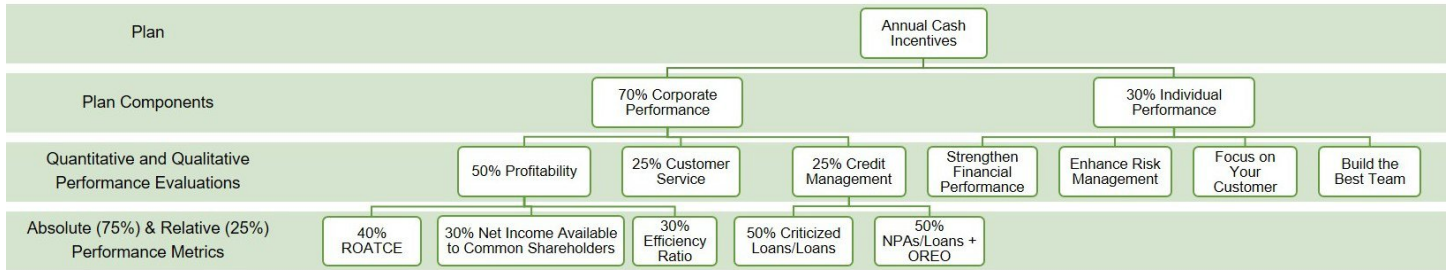 Plan
Annual Cash
Incentives
Plan Components
70% Corporate
Performance
30% Individual
Performance
Quantitative and Qualitative
Performance Evaluations
50% Profitability
25% Customer
Service
25% Credit
Management
Strengthen
Financial
Performance
Enhance Risk
Management
Focus on
Your
Customer
Build the
Best Team
Absolute (75%) & Relative (25%)
Performance Metrics
40%
ROATCE
30% Net Income Available
to Common Shareholders
30%
Efficiency
Ratio
50% Criticized
Loans/Loans
50%
NPAs/Loans +
OREO